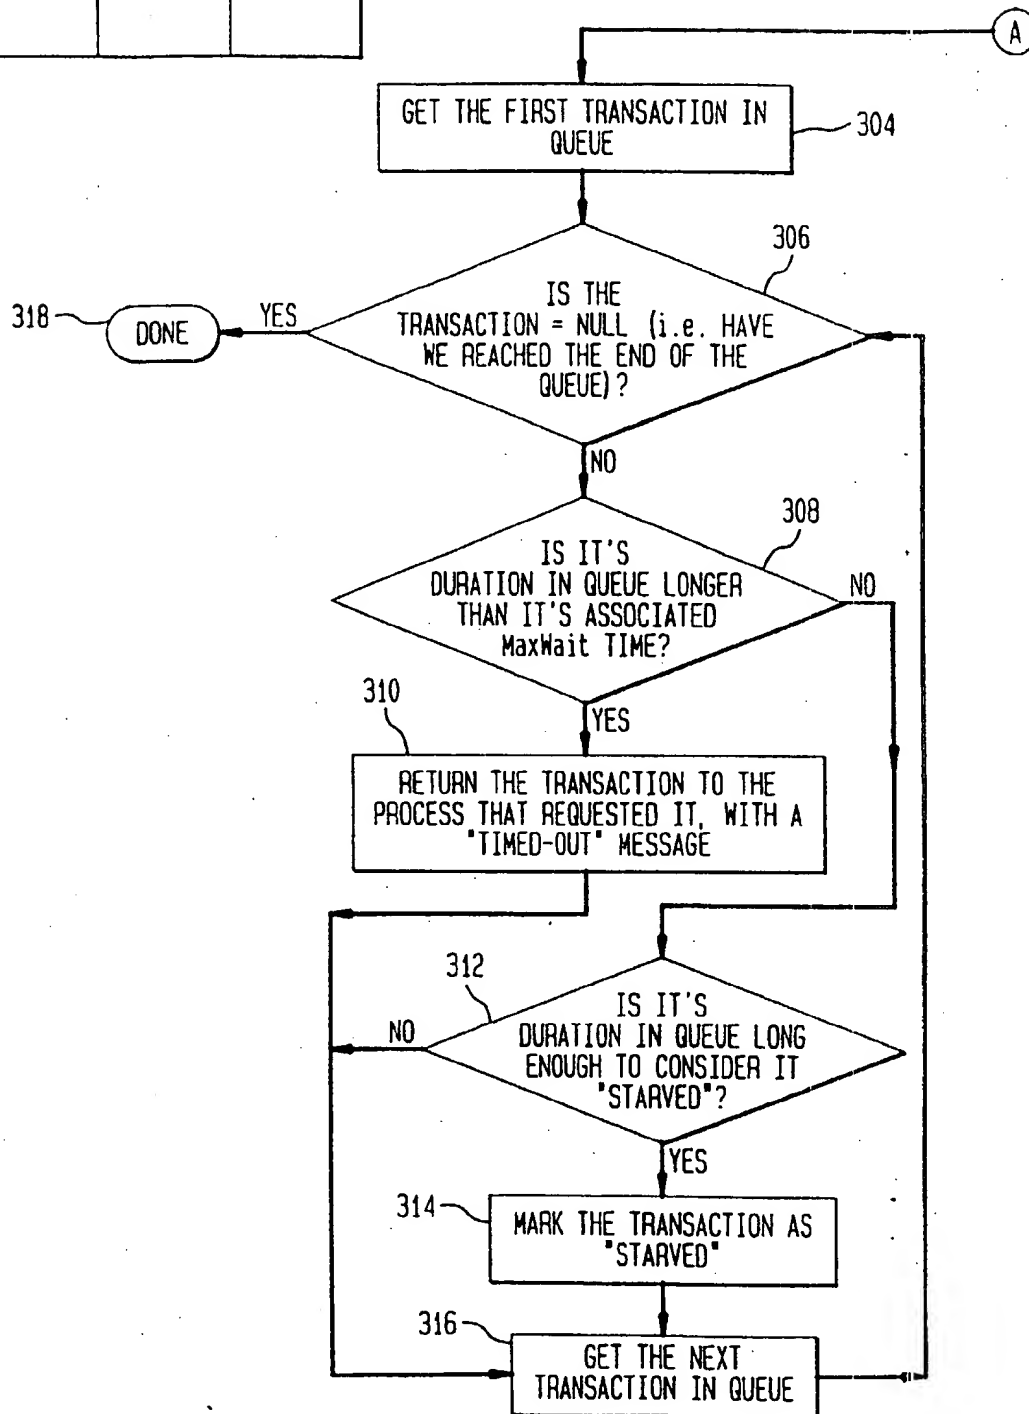 A
GET THE FIRST TRANSACTION IN
QUEUE
304
306
IS THE
TRANSACTION = NULL (i.e. HAVE
WE REACHED THE END OF THE
QUEUE)?
318
DONE
YES
NO
308
IS IT'S
DURATION IN QUEUE LONGER
THAN IT'S ASSOCIATED
MaxWait TIME?
NO
310
YES
RETURN THE TRANSACTION TO THE
PROCESS THAT REQUESTED IT, WITH A
"TIMED-OUT" MESSAGE
312
IS IT'S
DURATION IN QUEUE LONG
ENOUGH TO CONSIDER IT
"STARVED"?
NO
YES
314
MARK THE TRANSACTION AS
"STARVED"
316
GET THE NEXT
TRANSACTION IN QUEUE